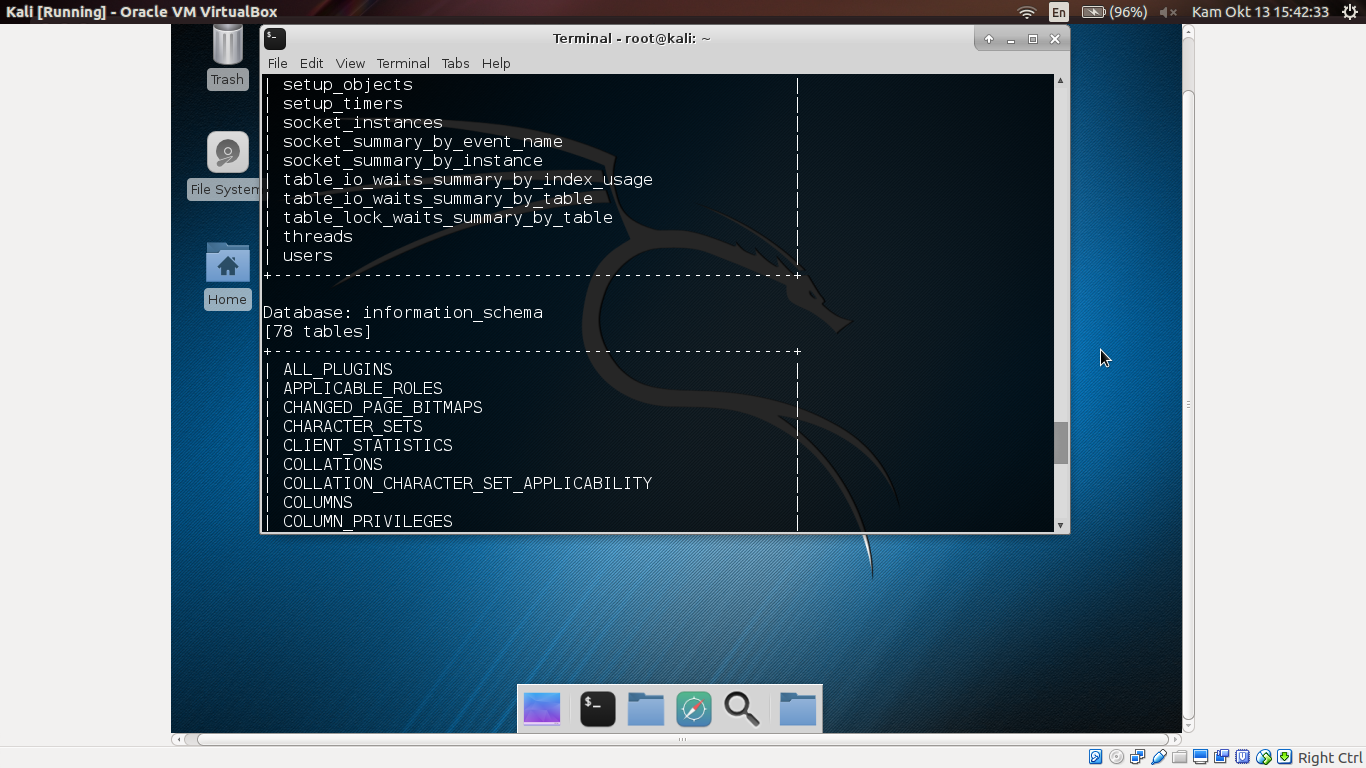 Kali [Running] - Oracle VM VirtualBox
En (96%) Kam Okt 13 15:42:33
Terminal - root@kali: ~
File Edit View Terminal Tabs Help
Trash
File System
Home
| setup_objects |
| setup_timers |
| socket_instances |
| socket_summary_by_event_name |
| socket_summary_by_instance |
| table_io_waits_summary_by_index_usage |
| table_io_waits_summary_by_table |
| table_lock_waits_summary_by_table |
| threads |
| users |
+----------------------------------------------------+
Database: information_schema
[78 tables]
+----------------------------------------------------+
| ALL_PLUGINS |
| APPLICABLE_ROLES |
| CHANGED_PAGE_BITMAPS |
| CHARACTER_SETS |
| CLIENT_STATISTICS |
| COLLATIONS |
| COLLATION_CHARACTER_SET_APPLICABILITY |
| COLUMNS |
| COLUMN_PRIVILEGES |
$-
Right Ctrl